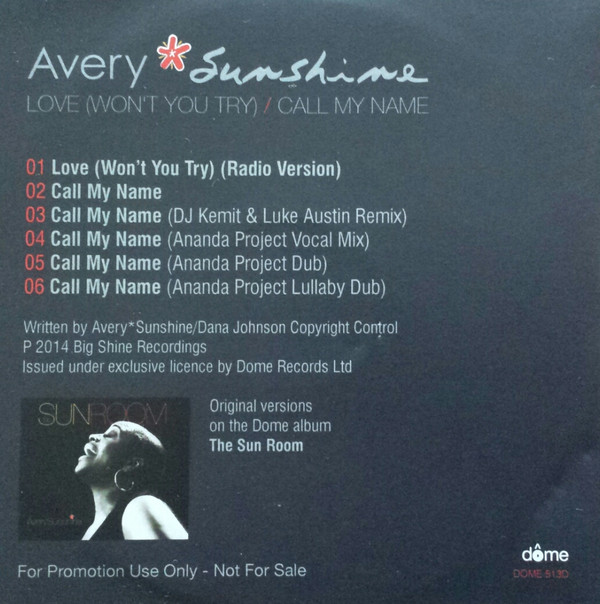 Avery*Sunshine
LOVE (WON'T YOU TRY) / CALL MY NAME
01 Love (Won't You Try) (Radio Version)
02 Call My Name
03 Call My Name (DJ Kemit & Luke Austin Remix)
04 Call My Name (Ananda Project Vocal Mix)
05 Call My Name (Ananda Project Dub)
06 Call My Name (Ananda Project Lullaby Dub)
Written by Avery*Sunshine/Dana Johnson Copyright Control
P 2014 Big Shine Recordings
Issued under exclusive licence by Dome Records Ltd
SUNROOM
Avery*Sunshine
Original versions
on the Dome album
The Sun Room
dôme
DOME 513D
For Promotion Use Only - Not For Sale